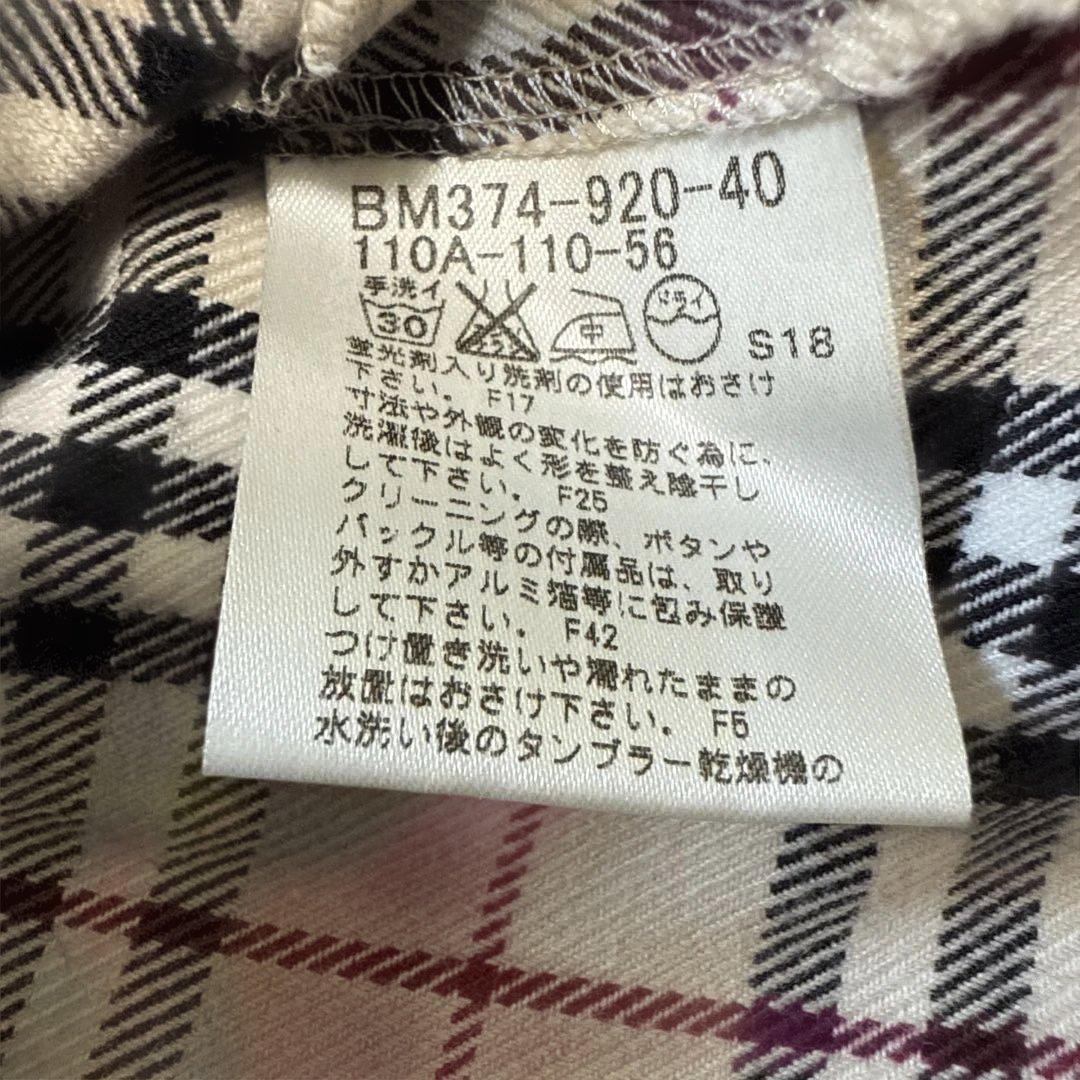 BM374-920-40
110A-110-56
手洗イ
30
中
ドライ
S18
蛍光剤入り洗剤の使用はおさけ
下さい。 F17
寸法や外観の変化を防ぐ為に、
洗濯後はよく形を整え陰干し
して下さい。 F25
クリーニングの際、ボタンや
バックル等の付属品は、取り
外すかアルミ箔等に包み保護
して下さい。 F42
つけ置き洗いや濡れたままの
放置はおさけ下さい。 F5
水洗い後のタンブラー乾燥機の